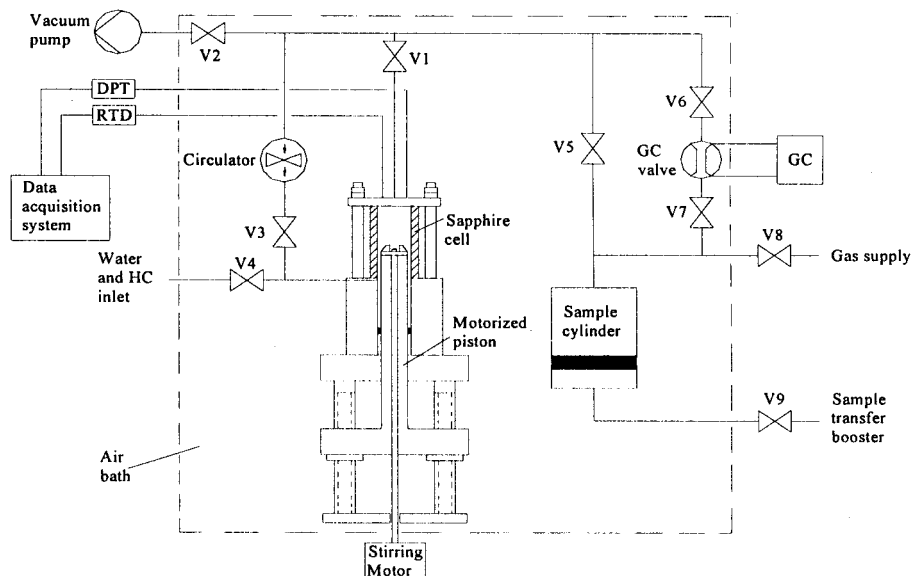 Vacuum
pump
V2
V1
DPT
RTD
V6
Circulator
V5
GC
valve
GC
Data
acquisition
system
V3
Sapphire
cell
V7
V4
V8
Water
and HC
inlet
Gas supply
Motorized
piston
Sample
cylinder
V9
Sample
transfer
booster
Air
bath
Stirring
Motor